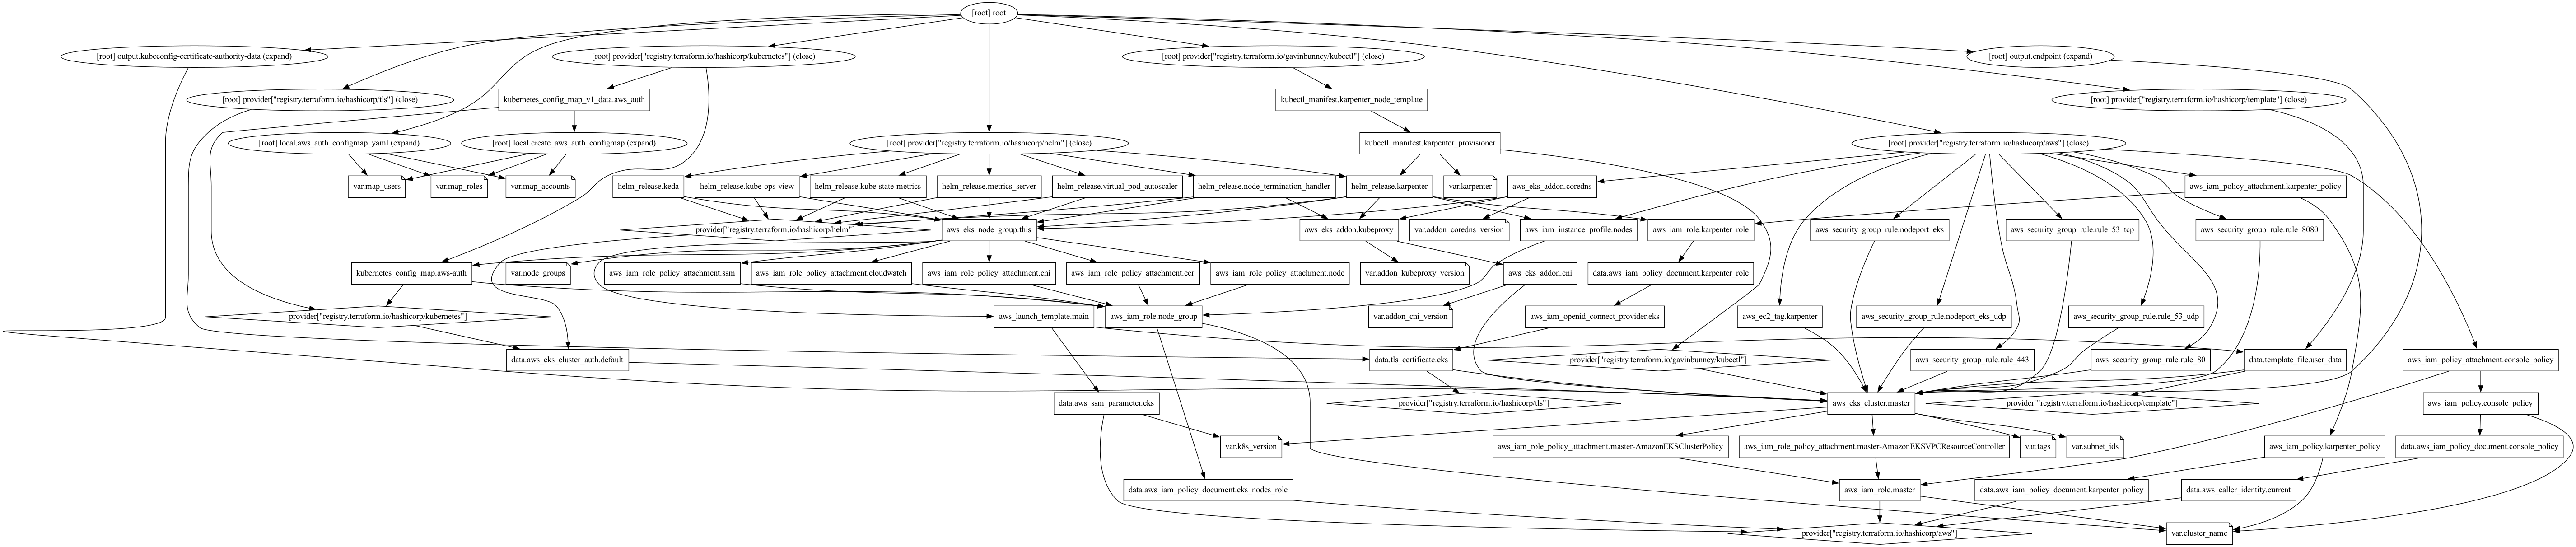 [root] root
[root] output.kubeconfig-certificate-authority-data (expand)
[root] provider["registry.terraform.io/hashicorp/kubernetes"] (close)
[root] provider["registry.terraform.io/gavinbunney/kubectl"] (close)
[root] output.endpoint (expand)
[root] provider["registry.terraform.io/hashicorp/tls"] (close)
kubernetes_config_map_v1_data.aws_auth
kubectl_manifest.karpenter_node_template
[root] provider["registry.terraform.io/hashicorp/template"] (close)
[root] local.aws_auth_configmap_yaml (expand)
[root] local.create_aws_auth_configmap (expand)
[root] provider["registry.terraform.io/hashicorp/helm"] (close)
kubectl_manifest.karpenter_provisioner
[root] provider["registry.terraform.io/hashicorp/aws"] (close)
var.map_users
var.map_roles
var.map_accounts
helm_release.keda
helm_release.kube-ops-view
helm_release.kube-state-metrics
helm_release.metrics_server
helm_release.virtual_pod_autoscaler
helm_release.node_termination_handler
helm_release.karpenter
var.karpenter
aws_eks_addon.coredns
aws_iam_policy_attachment.karpenter_policy
provider["registry.terraform.io/hashicorp/helm"]
aws_eks_node_group.this
aws_eks_addon.kubeproxy
var.addon_coredns_version
aws_iam_instance_profile.nodes
aws_iam_role.karpenter_role
aws_security_group_rule.nodeport_eks
aws_security_group_rule.rule_53_tcp
aws_security_group_rule.rule_8080
kubernetes_config_map.aws-auth
var.node_groups
aws_iam_role_policy_attachment.ssm
aws_iam_role_policy_attachment.cloudwatch
aws_iam_role_policy_attachment.cni
aws_iam_role_policy_attachment.ecr
aws_iam_role_policy_attachment.node
var.addon_kubeproxy_version
aws_eks_addon.cni
data.aws_iam_policy_document.karpenter_role
provider["registry.terraform.io/hashicorp/kubernetes"]
aws_launch_template.main
aws_iam_role.node_group
var.addon_cni_version
aws_iam_openid_connect_provider.eks
aws_ec2_tag.karpenter
aws_security_group_rule.nodeport_eks_udp
aws_security_group_rule.rule_53_udp
data.aws_eks_cluster_auth.default
data.tls_certificate.eks
provider["registry.terraform.io/gavinbunney/kubectl"]
aws_security_group_rule.rule_443
aws_security_group_rule.rule_80
data.template_file.user_data
aws_iam_policy_attachment.console_policy
data.aws_ssm_parameter.eks
provider["registry.terraform.io/hashicorp/tls"]
aws_eks_cluster.master
provider["registry.terraform.io/hashicorp/template"]
aws_iam_policy.console_policy
var.k8s_version
aws_iam_role_policy_attachment.master-AmazonEKSClusterPolicy
aws_iam_role_policy_attachment.master-AmazonEKSVPCResourceController
var.tags
var.subnet_ids
aws_iam_policy.karpenter_policy
data.aws_iam_policy_document.console_policy
data.aws_iam_policy_document.eks_nodes_role
aws_iam_role.master
data.aws_iam_policy_document.karpenter_policy
data.aws_caller_identity.current
provider["registry.terraform.io/hashicorp/aws"]
var.cluster_name